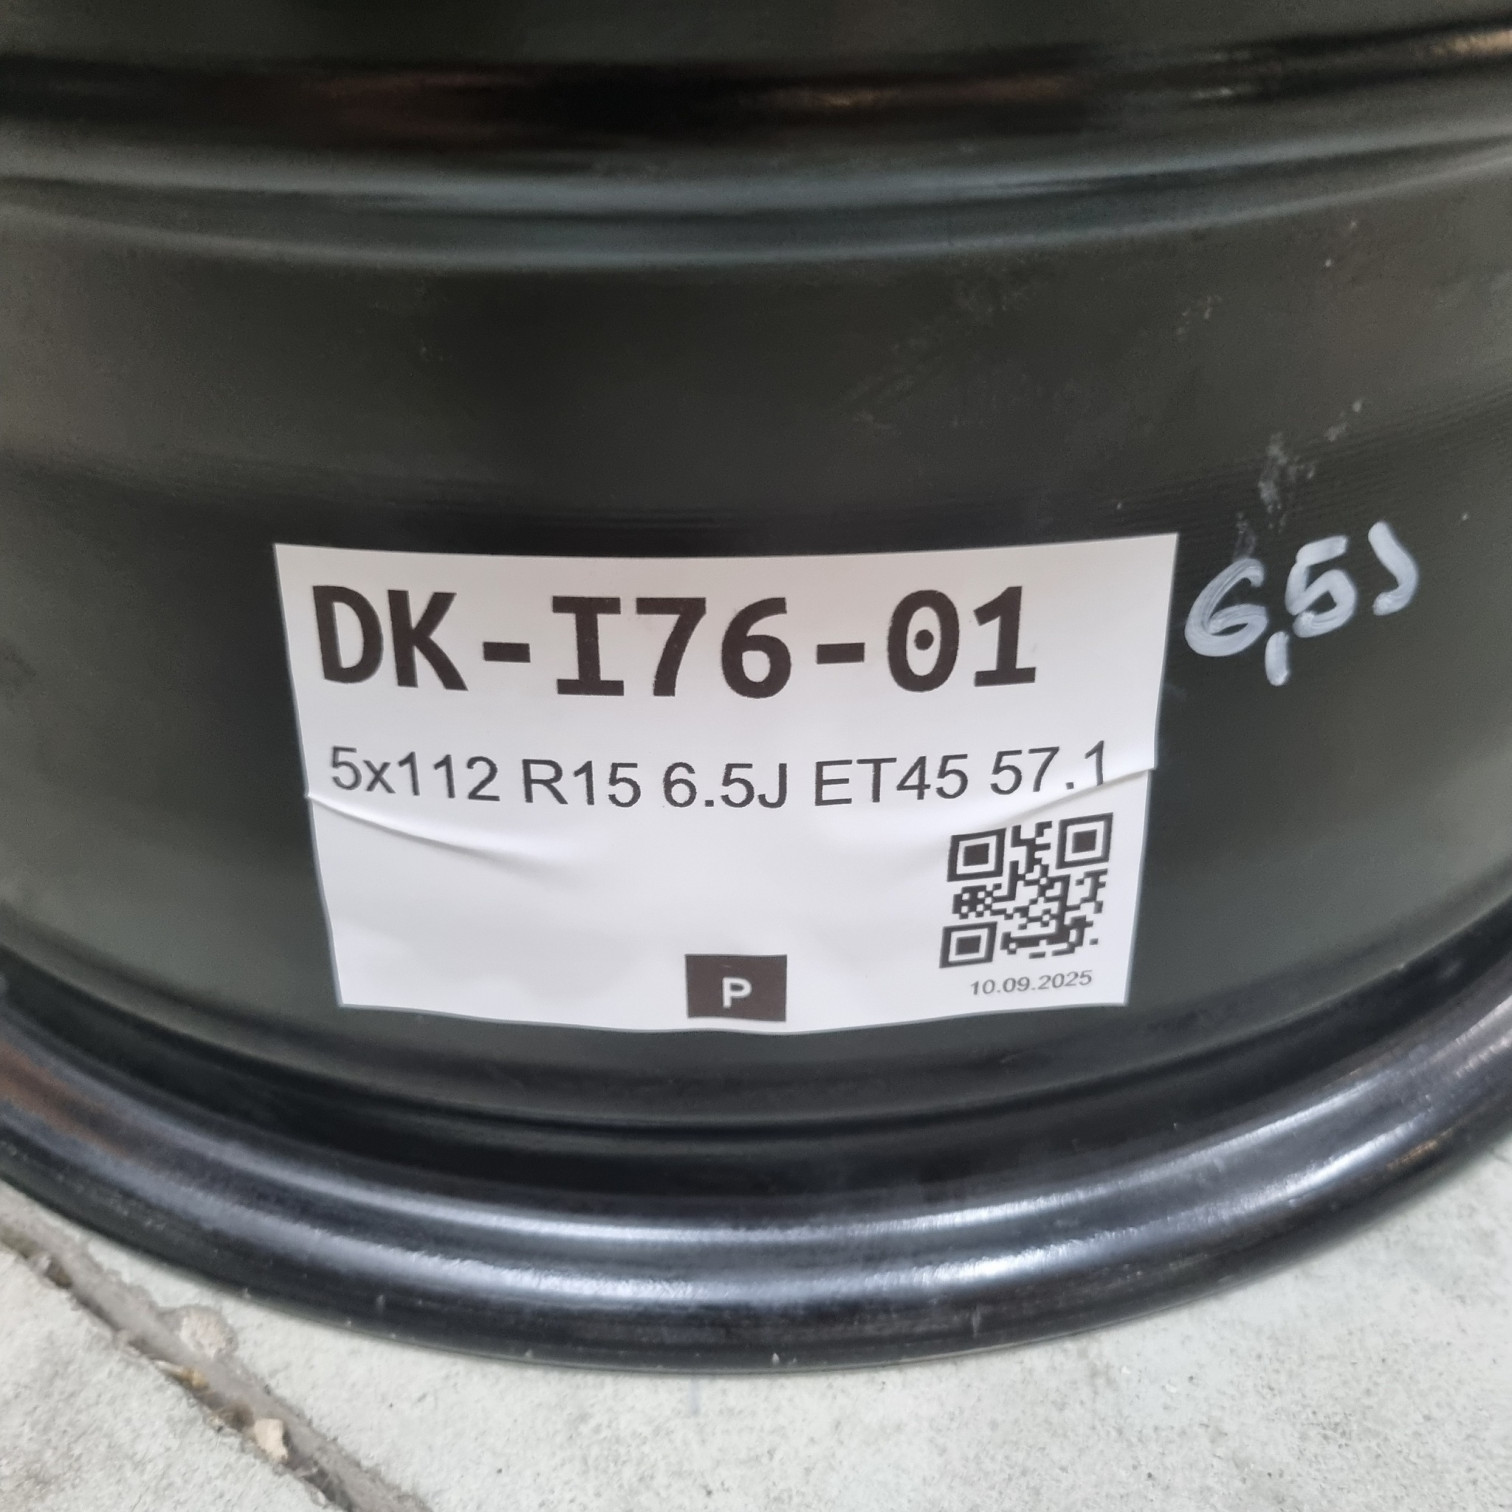 DK-I76-01
6,5J
5x112 R15 6.5J ET45 57.1
P
10.09.2025